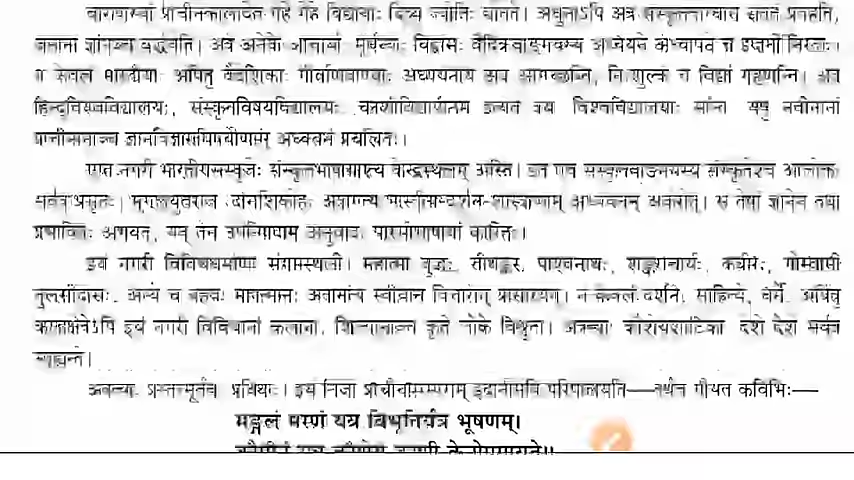 वाराणस्यां प्राचीनकालादेव गेहे गेहे विद्यायाः दिव्यं ज्योतिः द्योतते। अधुनाऽपि अत्र संस्कृतवाग्धारा सततं प्रवहति,
जनानां ज्ञानञ्च वर्द्धयति। अत्र अनेके आचार्याः मूर्धन्याः विद्वांसः वैदिकवाङ्मयस्य अध्ययने अध्यापने च इदानीं निरताः।
न केवलं भारतीयाः अपितु वैदेशिकाः गीर्वाणवाण्याः अध्ययनाय अत्र आगच्छन्ति, निःशुल्कं च विद्यां गृह्णन्ति। अत्र
हिन्दूविश्वविद्यालयः, संस्कृतविश्वविद्यालयः, काशीविद्यापीठम् इत्येते त्रयः विश्वविद्यालयाः सन्ति, येषु नवीनानां
प्राचीनानाञ्च ज्ञानविज्ञानविषयाणाम् अध्ययनं प्रचलितः।
एषा नगरी भारतीयसंस्कृतेः संस्कृतभाषायाश्च केन्द्रस्थलम् अस्ति। इत एव संस्कृतवाङ्मयस्य संस्कृतेश्च आलोकः
सर्वत्र प्रसृतः। मुगलयुवराजः दाराशिकोहः अत्रागत्य भारतीयदर्शन-शास्त्राणाम् अध्ययनम् अकरोत्। स तेषां ज्ञानेन तथा
प्रभावितः अभवत्, यत् तेन उपनिषदाम् अनुवादः पारसीभाषायां कारितः।
इयं नगरी विविधधर्माणां संगमस्थली। महात्मा बुद्धः, तीर्थङ्करः पार्श्वनाथः, शङ्कराचार्यः, कबीरः, गोस्वामी
तुलसीदासः, अन्ये च बहवः महात्मानः अत्रागत्य स्वीयान् विचारान् प्रासारयन्। न केवलं दर्शने, साहित्ये, धर्मे, अपितु
कलाक्षेत्रेऽपि इयं नगरी विविधानां कलानां, शिल्पानाञ्च कृते लोके विश्रुता। अत्रत्याः कौशेयशाटिकाः देशे देशे सर्वत्र
स्पृह्यन्ते।
अत्रत्याः प्रस्तरमूर्तयः प्रथिताः। इयं निजां प्राचीनपरम्पराम् इदानीमपि परिपालयति—तथैव गीयते कविभिः—
मङ्गलं मरणं यत्र विभूतिर्यत्र भूषणम्।